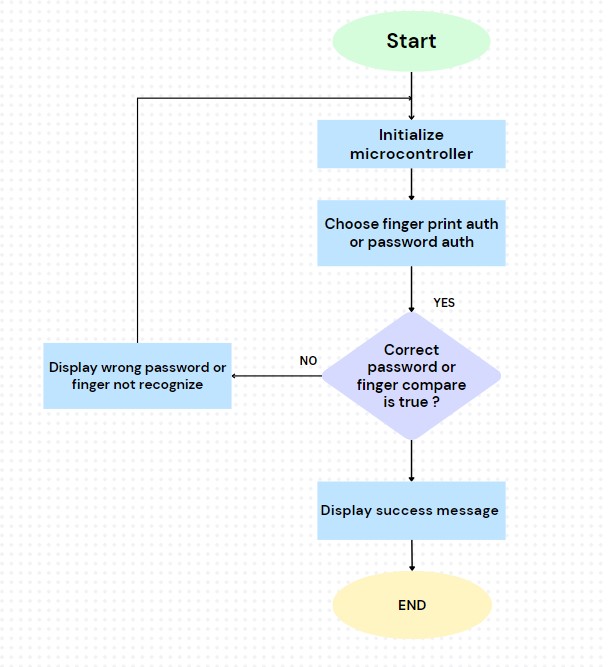 Start
Initialize
microcontroller
Choose finger print auth
or password auth
YES
Correct
password or
finger compare
is true ?
NO
Display wrong password or
finger not recognize
Display success message
END